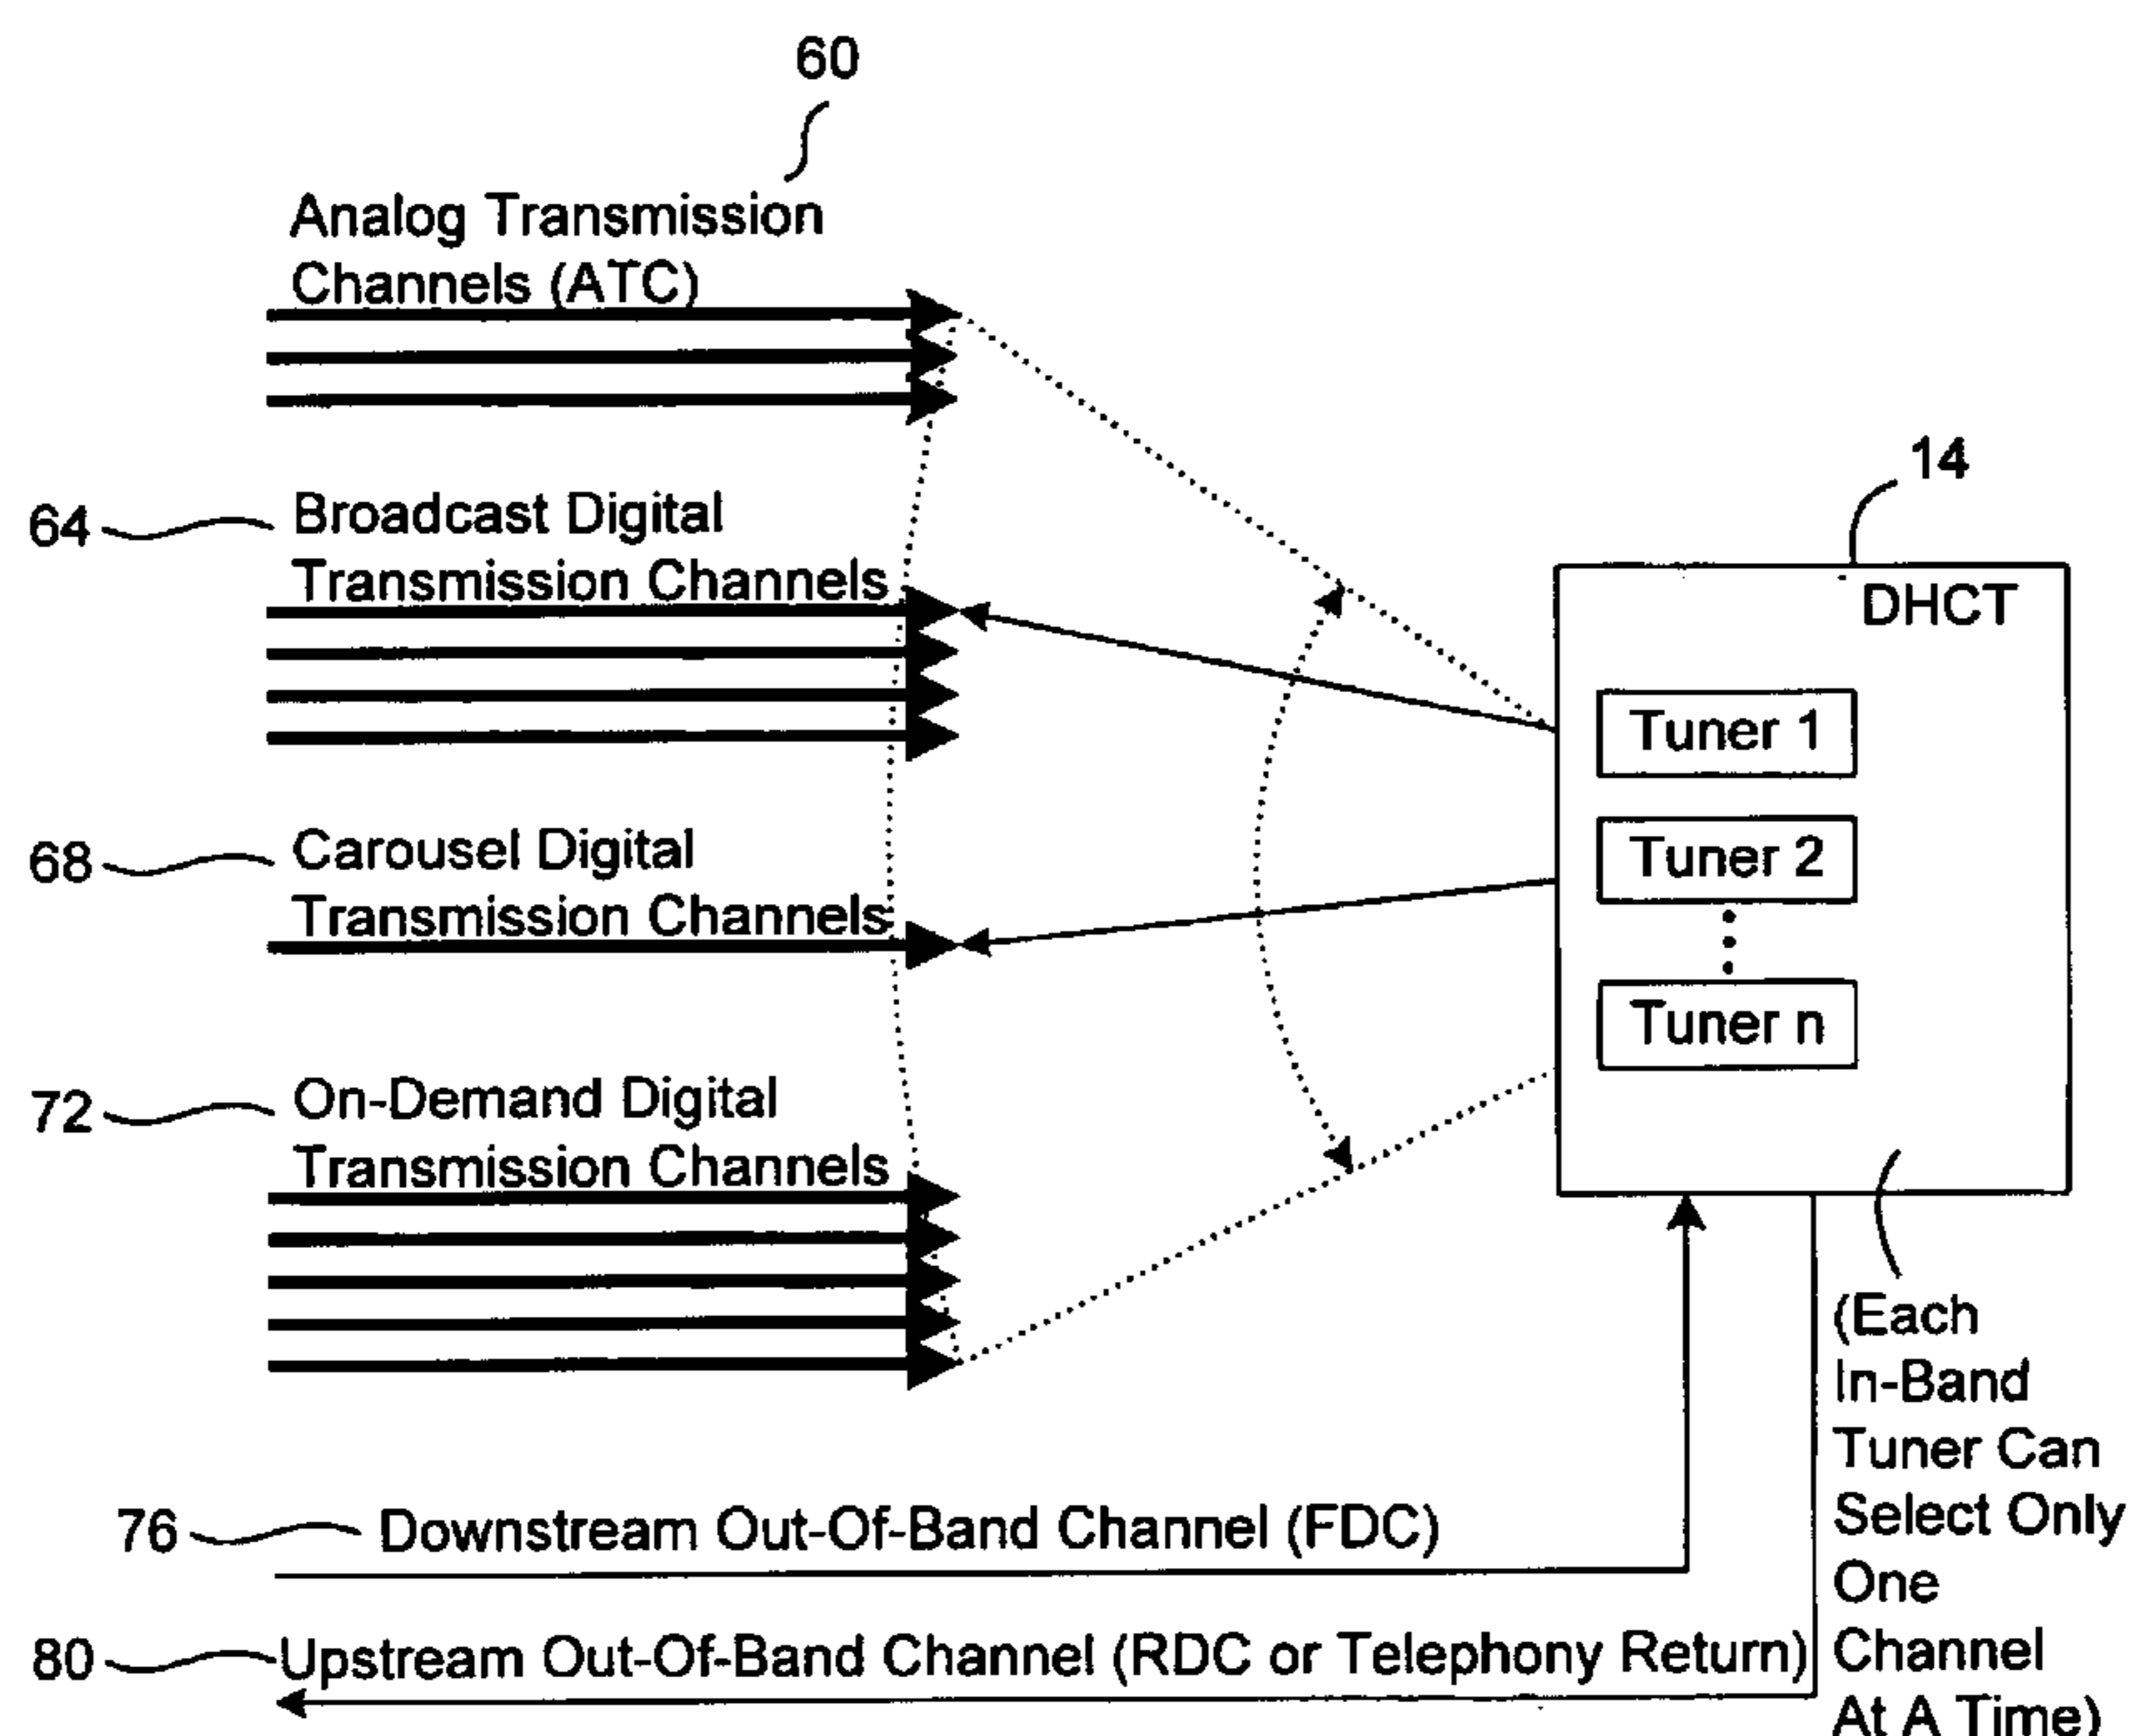 60
Analog Transmission
Channels (ATC)
64
Broadcast Digital
Transmission Channels
68
Carousel Digital
Transmission Channels
72
On-Demand Digital
Transmission Channels
14
DHCT
Tuner 1
Tuner 2
Tuner n
(Each
In-Band
Tuner Can
Select Only
One
Channel
At A Time)
76
Downstream Out-Of-Band Channel (FDC)
80
Upstream Out-Of-Band Channel (RDC or Telephony Return)